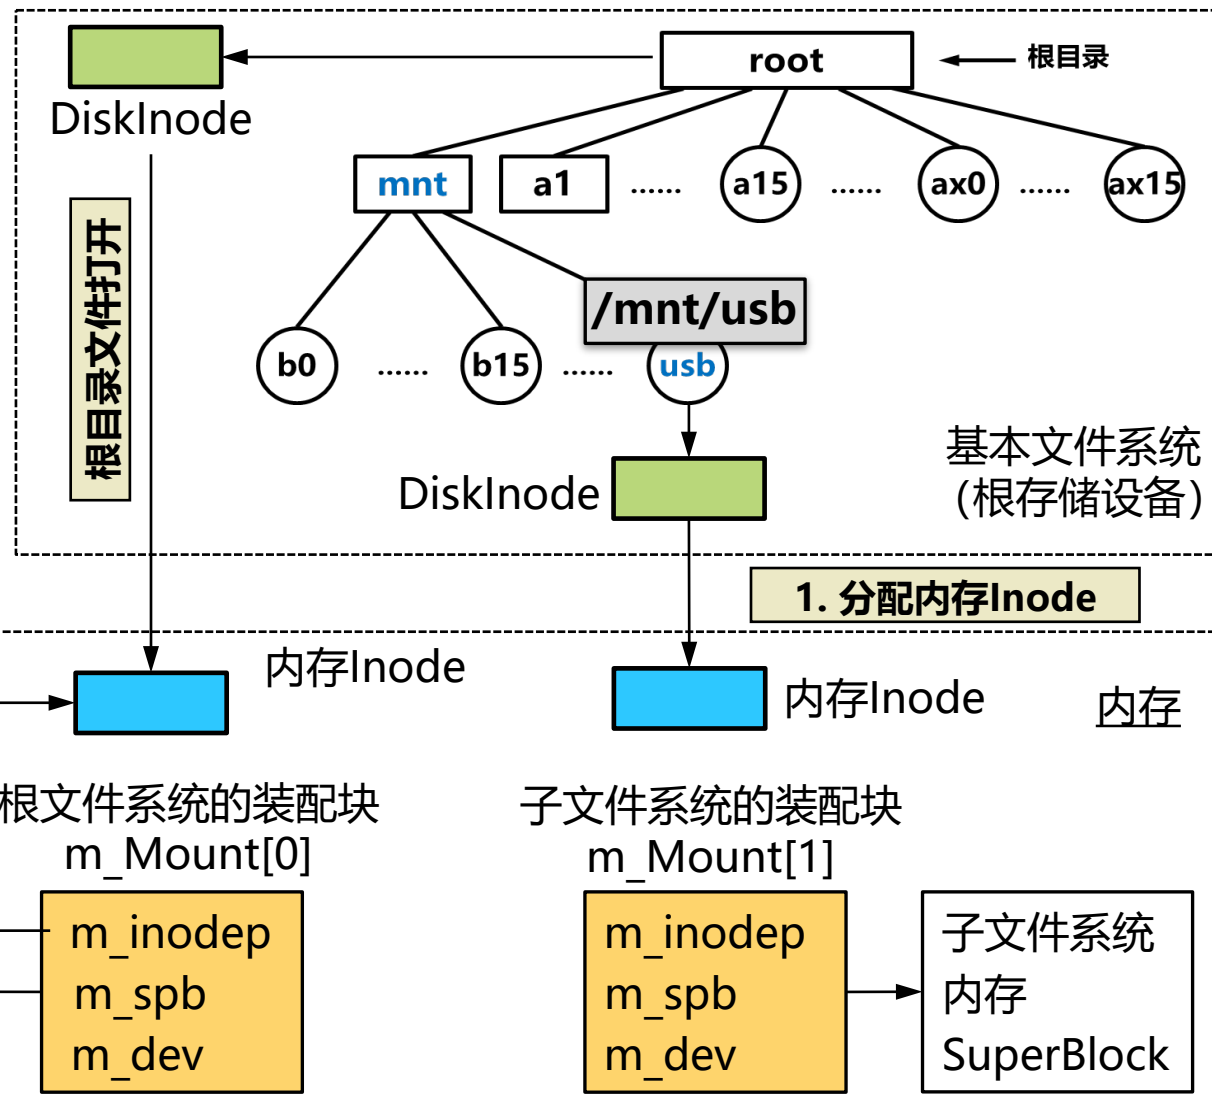 root
根目录
DiskInode
mnt
a1
......
a15
......
ax0
......
ax15
根目录文件打开
/mnt/usb
b0
......
b15
......
usb
基本文件系统
（根存储设备）
DiskInode
1. 分配内存Inode
内存Inode
内存Inode
内存
根文件系统的装配块
m_Mount[0]
子文件系统的装配块
m_Mount[1]
m_inodep
m_spb
m_dev
m_inodep
m_spb
m_dev
子文件系统
内存
SuperBlock